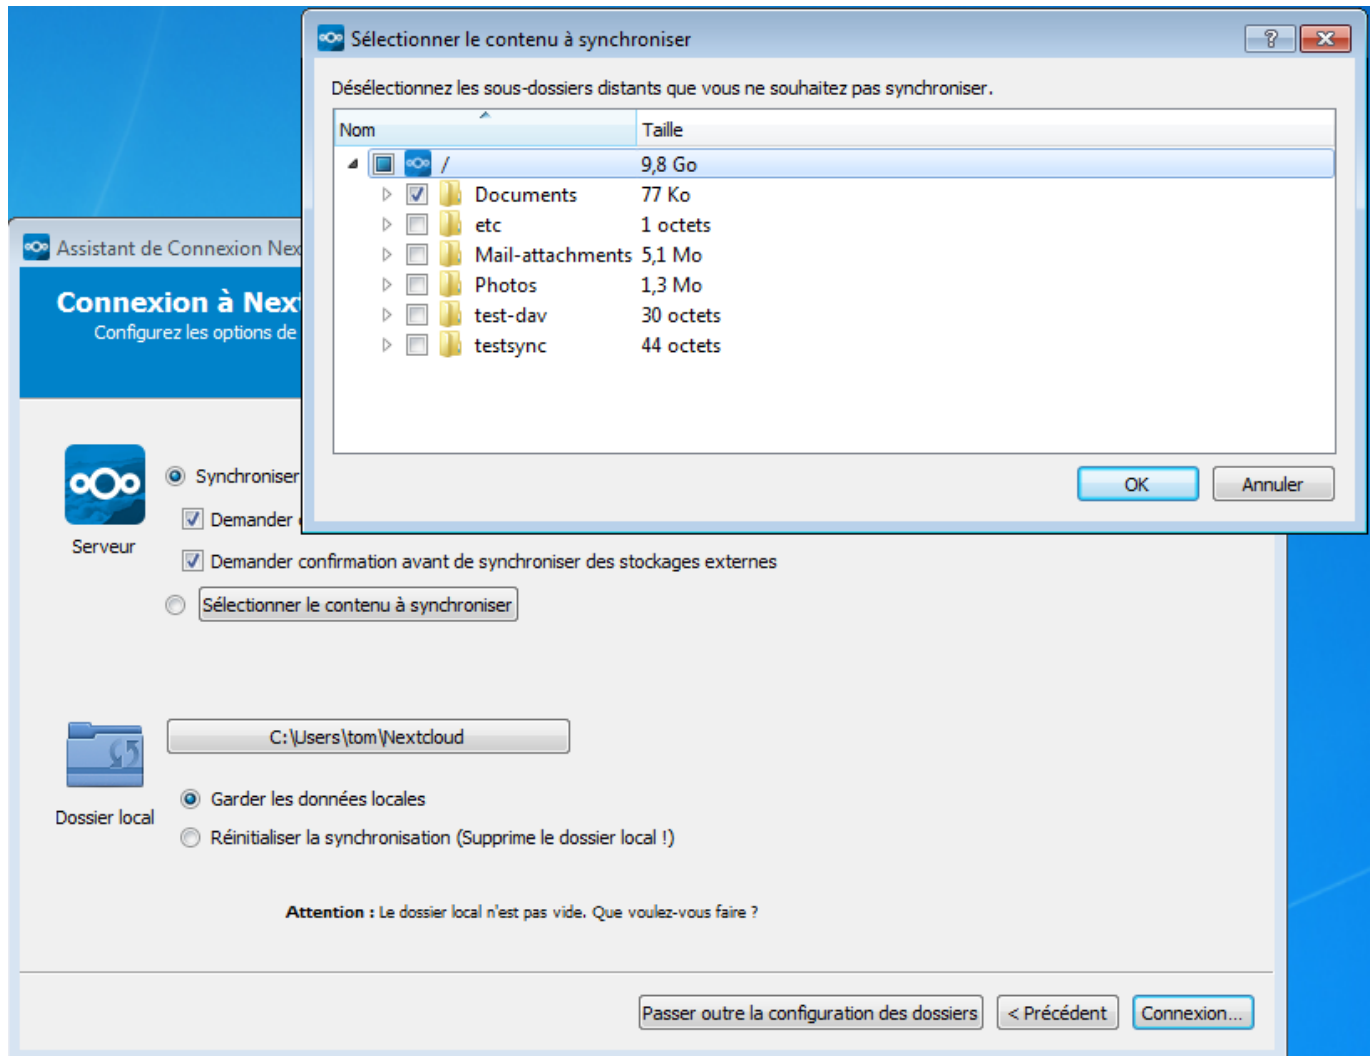 Sélectionner le contenu à synchroniser
Désélectionnez les sous-dossiers distants que vous ne souhaitez pas synchroniser.
Nom Taille
/ 9,8 Go
Documents 77 Ko
etc 1 octets
Mail-attachments 5,1 Mo
Photos 1,3 Mo
test-dav 30 octets
testsync 44 octets
OK Annuler
Assistant de Connexion Nex
Connexion à Nex
Configurez les options de
Serveur
Synchroniser
Demander
Demander confirmation avant de synchroniser des stockages externes
Sélectionner le contenu à synchroniser
Dossier local
C:\Users\tom\Nextcloud
Garder les données locales
Réinitialiser la synchronisation (Supprime le dossier local !)
Attention : Le dossier local n'est pas vide. Que voulez-vous faire ?
Passer outre la configuration des dossiers < Précédent Connexion...